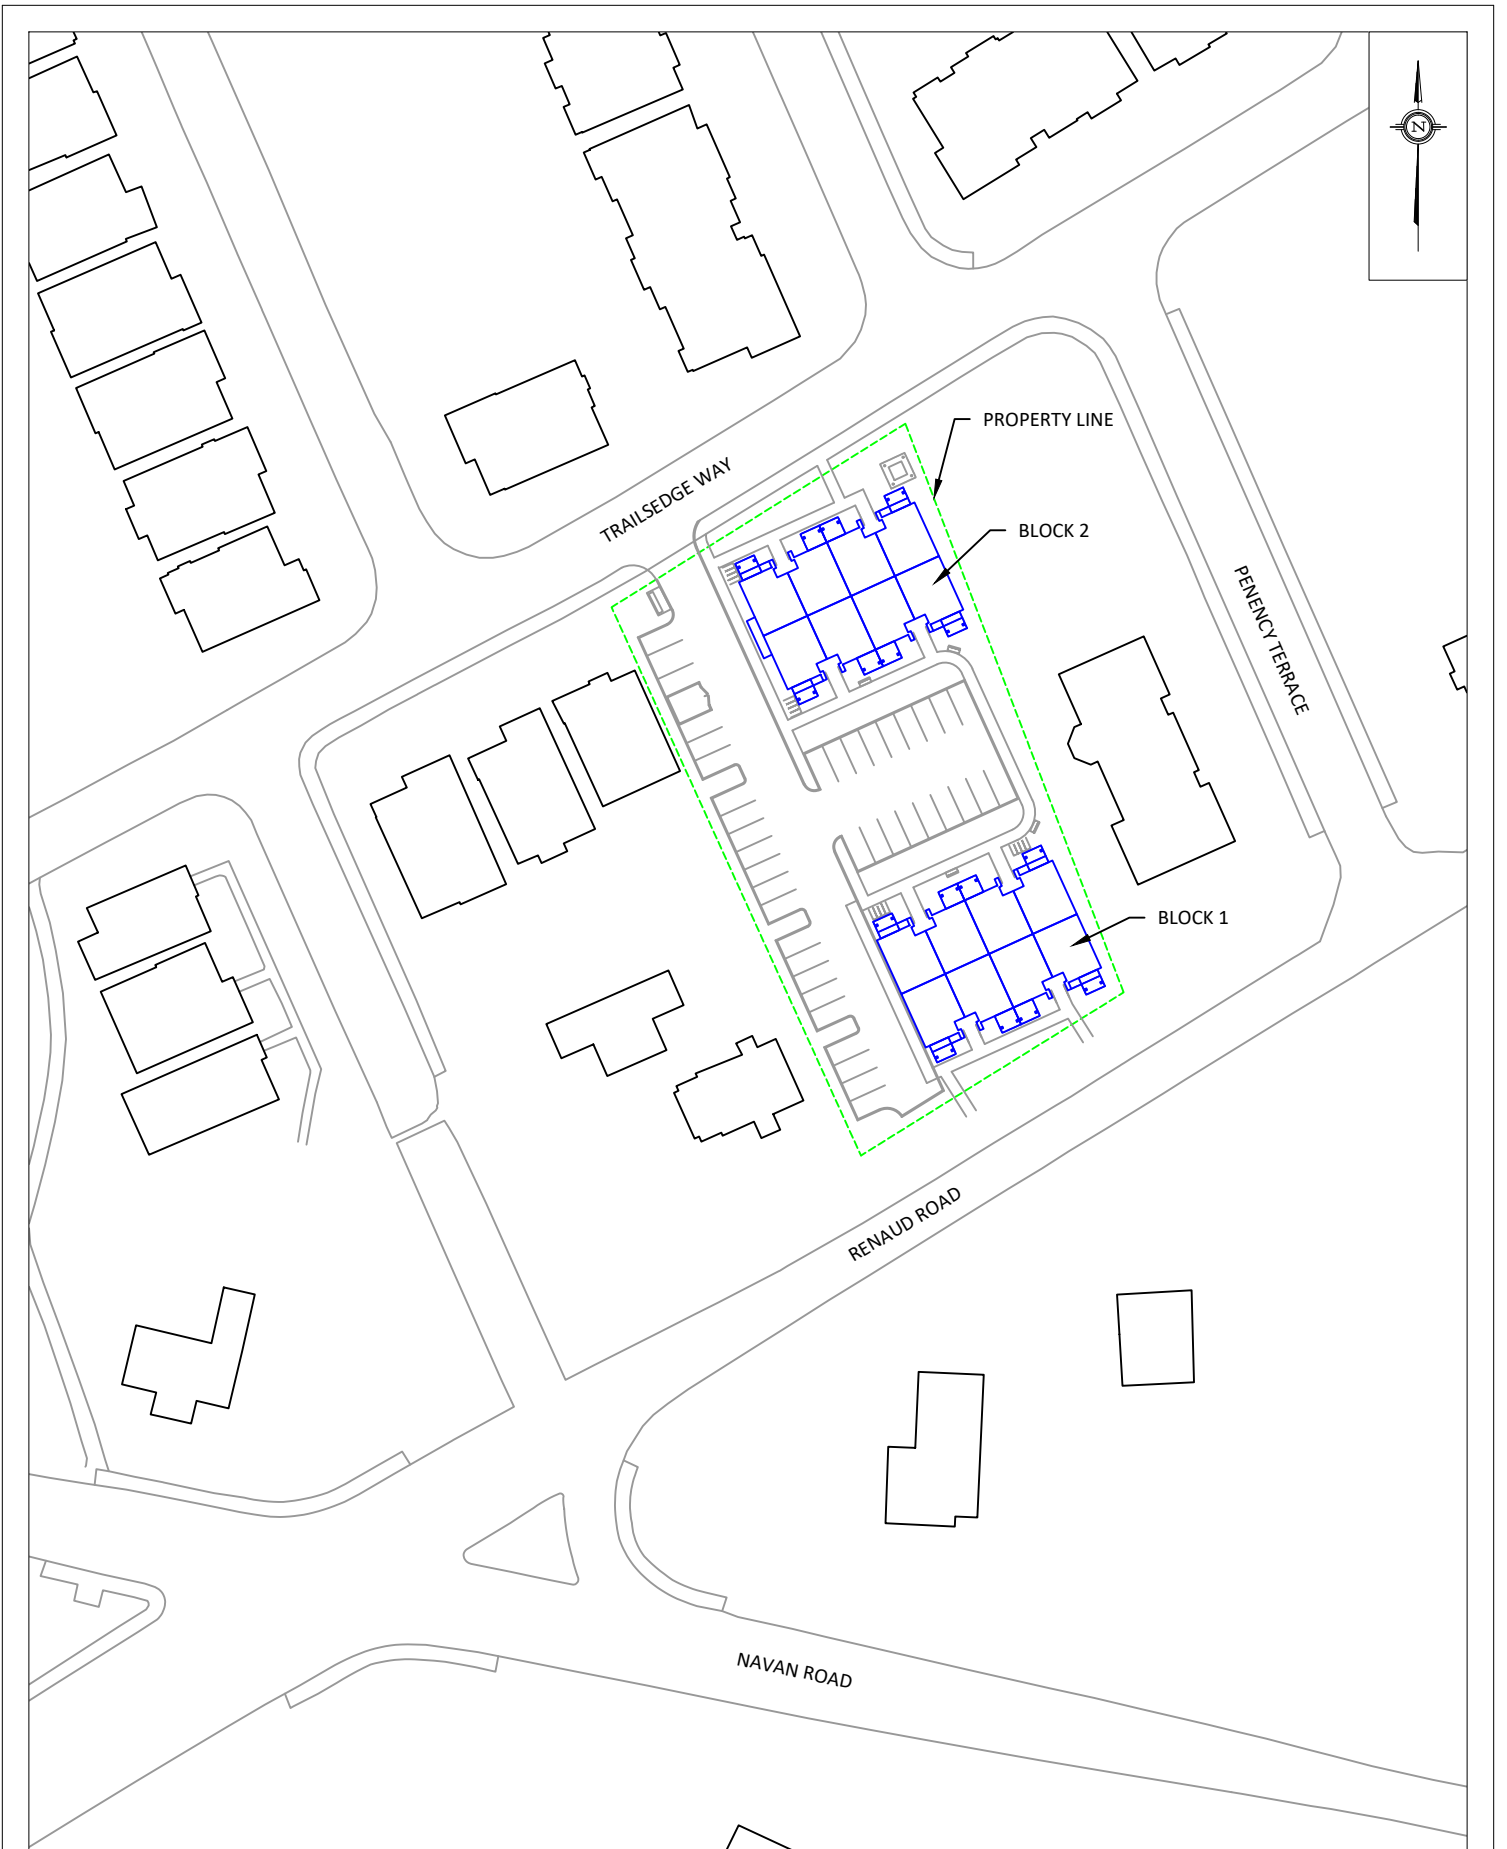 N
PROPERTY LINE
TRAILSEDGE WAY
BLOCK 2
PENENCY TERRACE
BLOCK 1
RENAUD ROAD
NAVAN ROAD